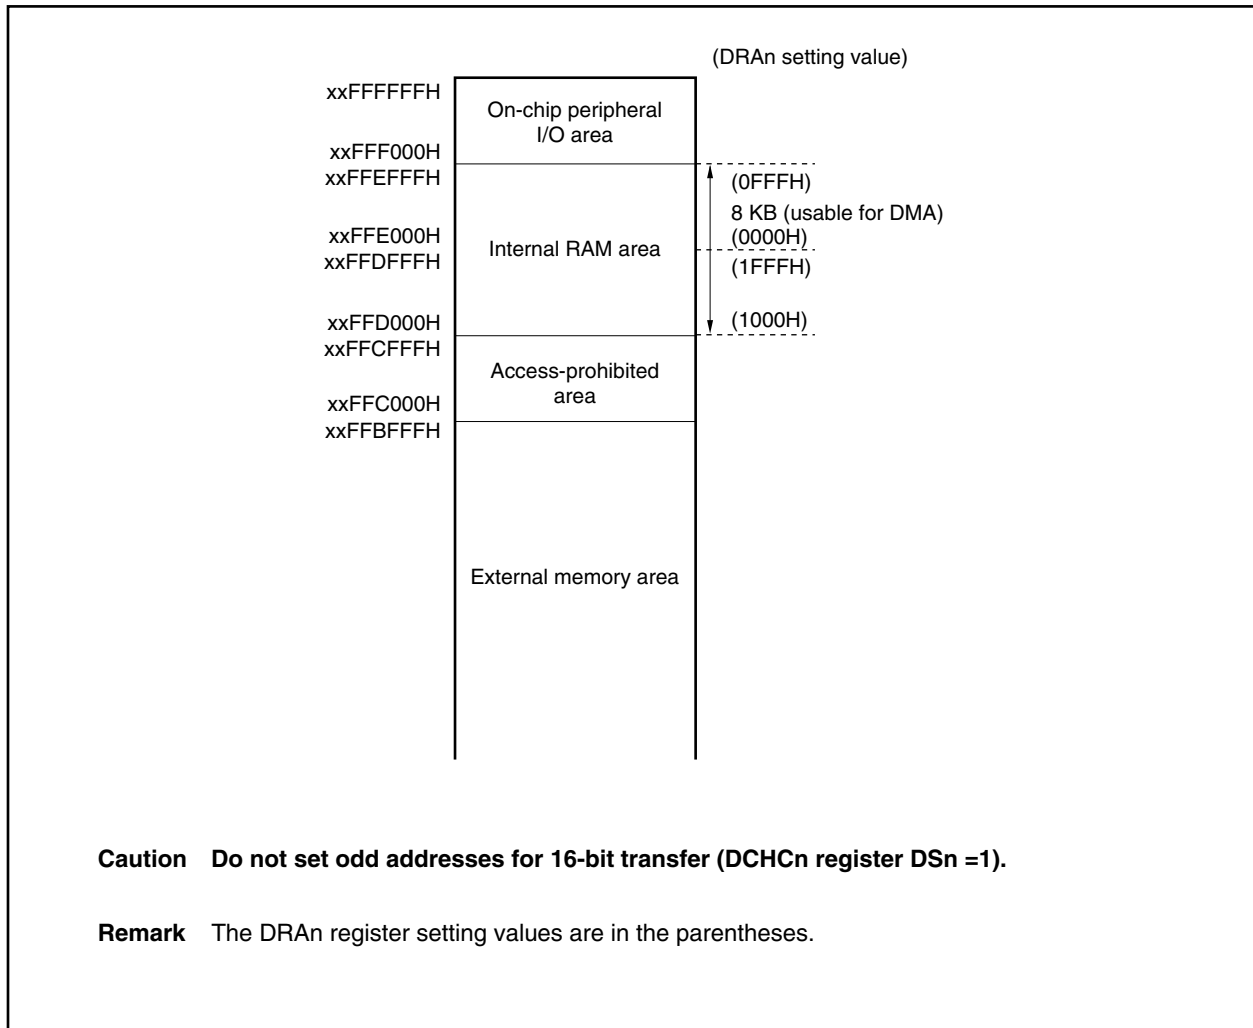 (DRAn setting value)
xxFFFFFFH
On-chip peripheral
I/O area
xxFFF000H
xxFFEFFFH
(0FFFH)
8 KB (usable for DMA)
xxFFE000H
Internal RAM area
(0000H)
xxFFDFFFH
(1FFFH)
xxFFD000H
(1000H)
xxFFCFFFH
Access-prohibited
area
xxFFC000H
xxFFBFFFH
External memory area
Caution Do not set odd addresses for 16-bit transfer (DCHCn register DSn =1).
Remark The DRAn register setting values are in the parentheses.